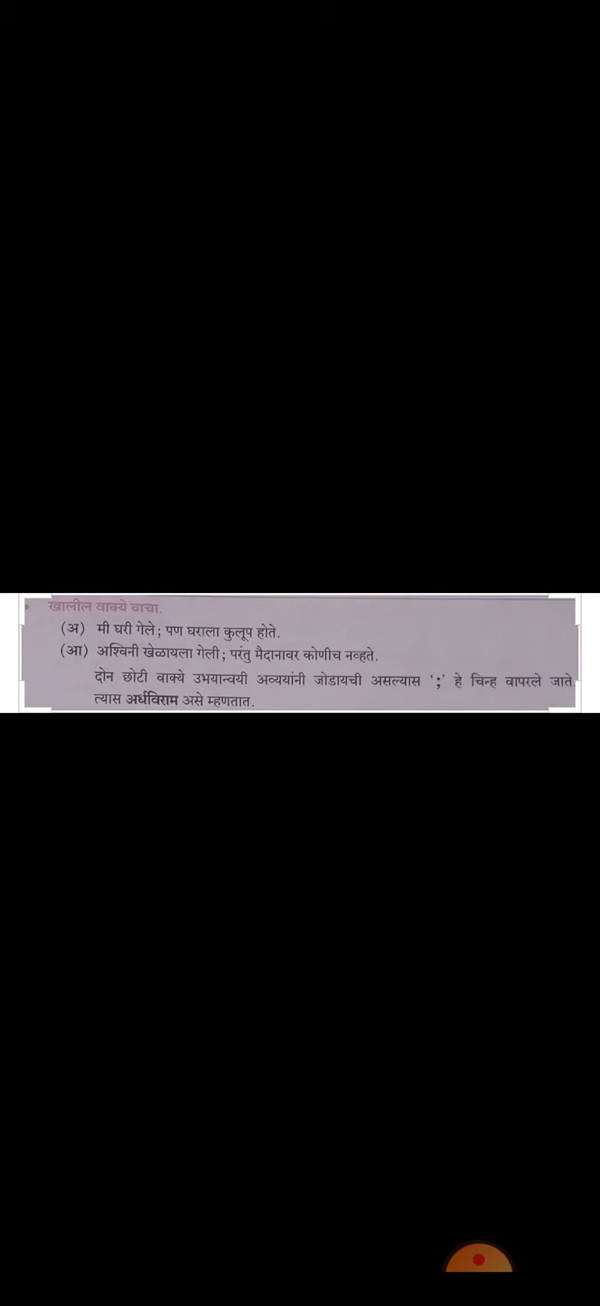 खालील वाक्ये वाचा.
(अ) मी घरी गेले; पण घराला कुलूप होते.
(आ) अश्विनी खेळायला गेली; परंतु मैदानावर कोणीच नव्हते.
दोन छोटी वाक्ये उभयान्वयी अव्ययांनी जोडायची असल्यास ‘;’ हे चिन्ह वापरले जाते
त्यास अर्धविराम असे म्हणतात.